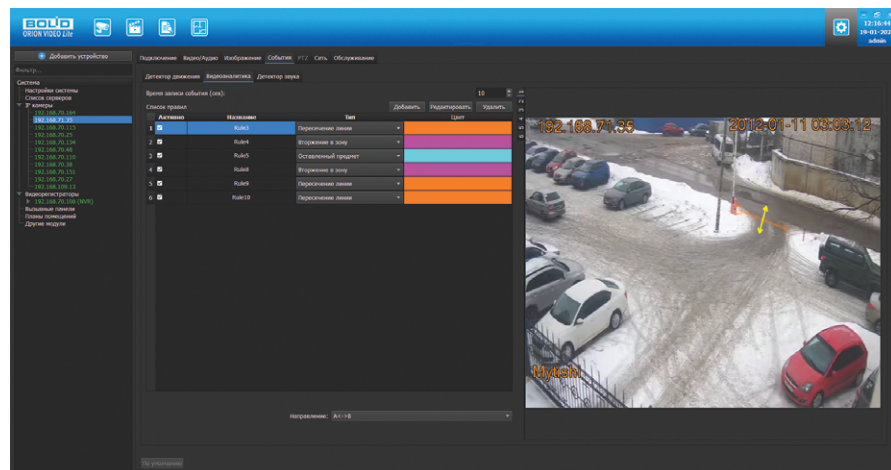 BOLID
ORION VIDEO Lite
12:16:44
19-01-202
admin
Добавить устройство
Фильтр...
Система
Настройки системы
Список серверов
IP камеры
192.168.70.164
192.168.71.35
192.168.70.115
192.168.70.25
192.168.70.134
192.168.70.46
192.168.70.110
192.168.70.38
192.168.70.151
192.168.70.27
192.168.109.13
Видеорегистраторы
192.168.70.108 (NVR)
Вызывные панели
Планы помещений
Другие модули
Подключение Видео/Аудио Изображение События PTZ Сеть Обслуживание
Детектор движения Видеоаналитика Детектор звука
Время записи события (сек): 10
Список правил Добавить Редактировать Удалить
Активно Название Тип Цвет
1 Rule3 Пересечение линии
2 Rule4 Вторжение в зону
3 Rule5 Оставленный предмет
4 Rule8 Вторжение в зону
5 Rule9 Пересечение линии
6 Rule10 Пересечение линии
Направление: A<->B
По умолчанию
192.168.71.35 2012-01-11 03:03:12
Mytishi